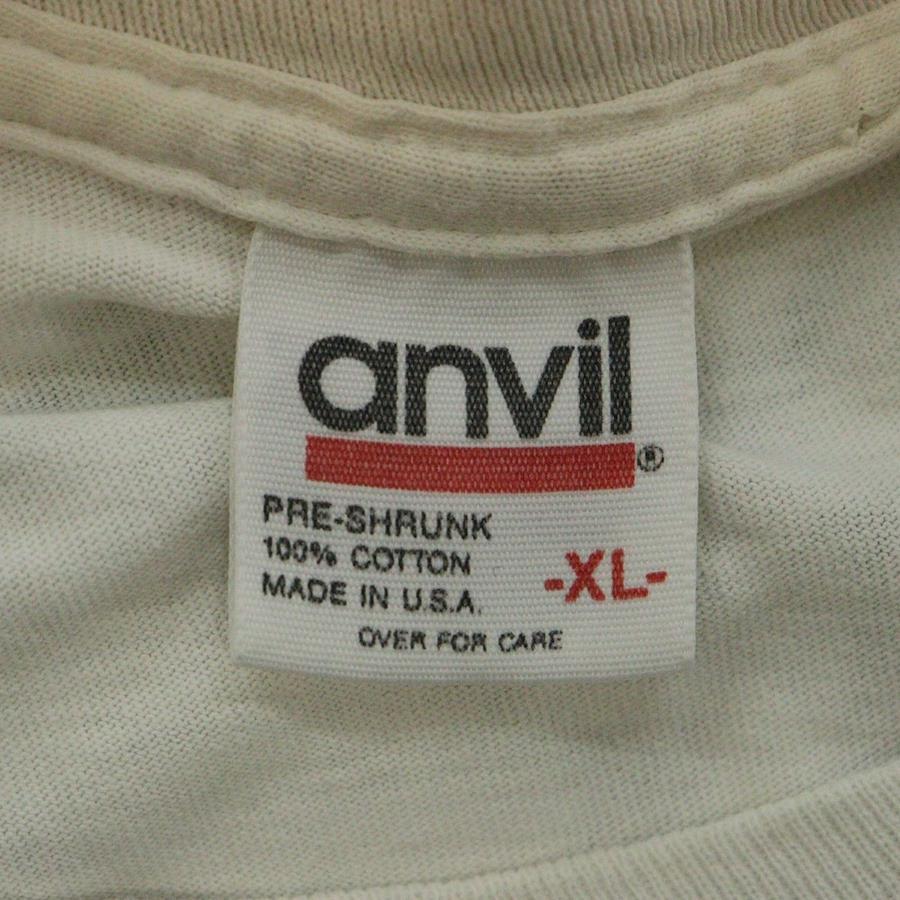 anvil®
PRE-SHRUNK
100% COTTON
MADE IN U.S.A.
-XL-
OVER FOR CARE